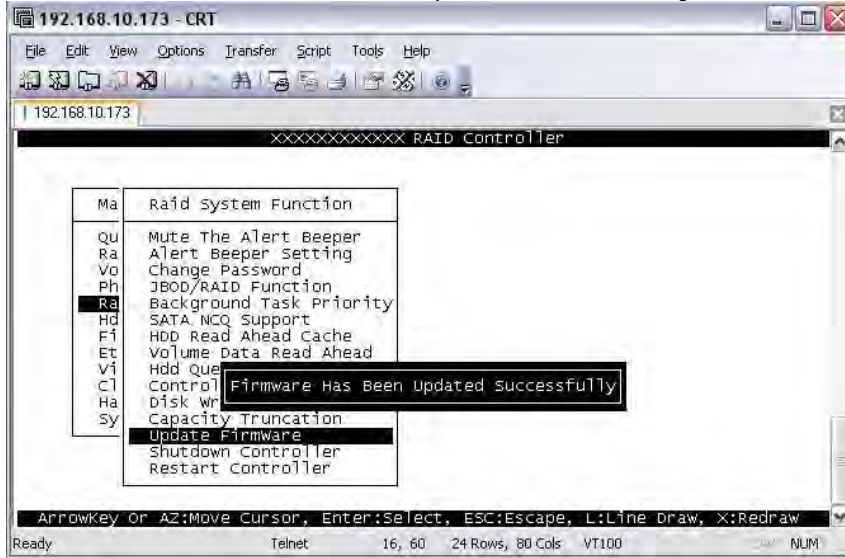 192.168.10.173 - CRT
File Edit View Options Transfer Script Tools Help
192.168.10.173
XXXXXXXXXXXX RAID Controller
Ma
Raid System Function
Qu
Mute The Alert Beeper
Ra
Alert Beeper Setting
Vo
Change Password
Ph
JBOD/RAID Function
Ra
Background Task Priority
Hd
SATA NCQ Support
Fi
HDD Read Ahead Cache
Et
Volume Data Read Ahead
Vi
Hdd Que
Cl
Control
Firmware Has Been Updated Successfully
Ha
Disk Wr
Sy
Capacity Truncation
Update Firmware
Shutdown Controller
Restart Controller
ArrowKey Or AZ:Move Cursor, Enter:Select, ESC:Escape, L:Line Draw, X:Redraw
Ready Telnet 16, 60 24 Rows, 80 Cols VT100 NUM